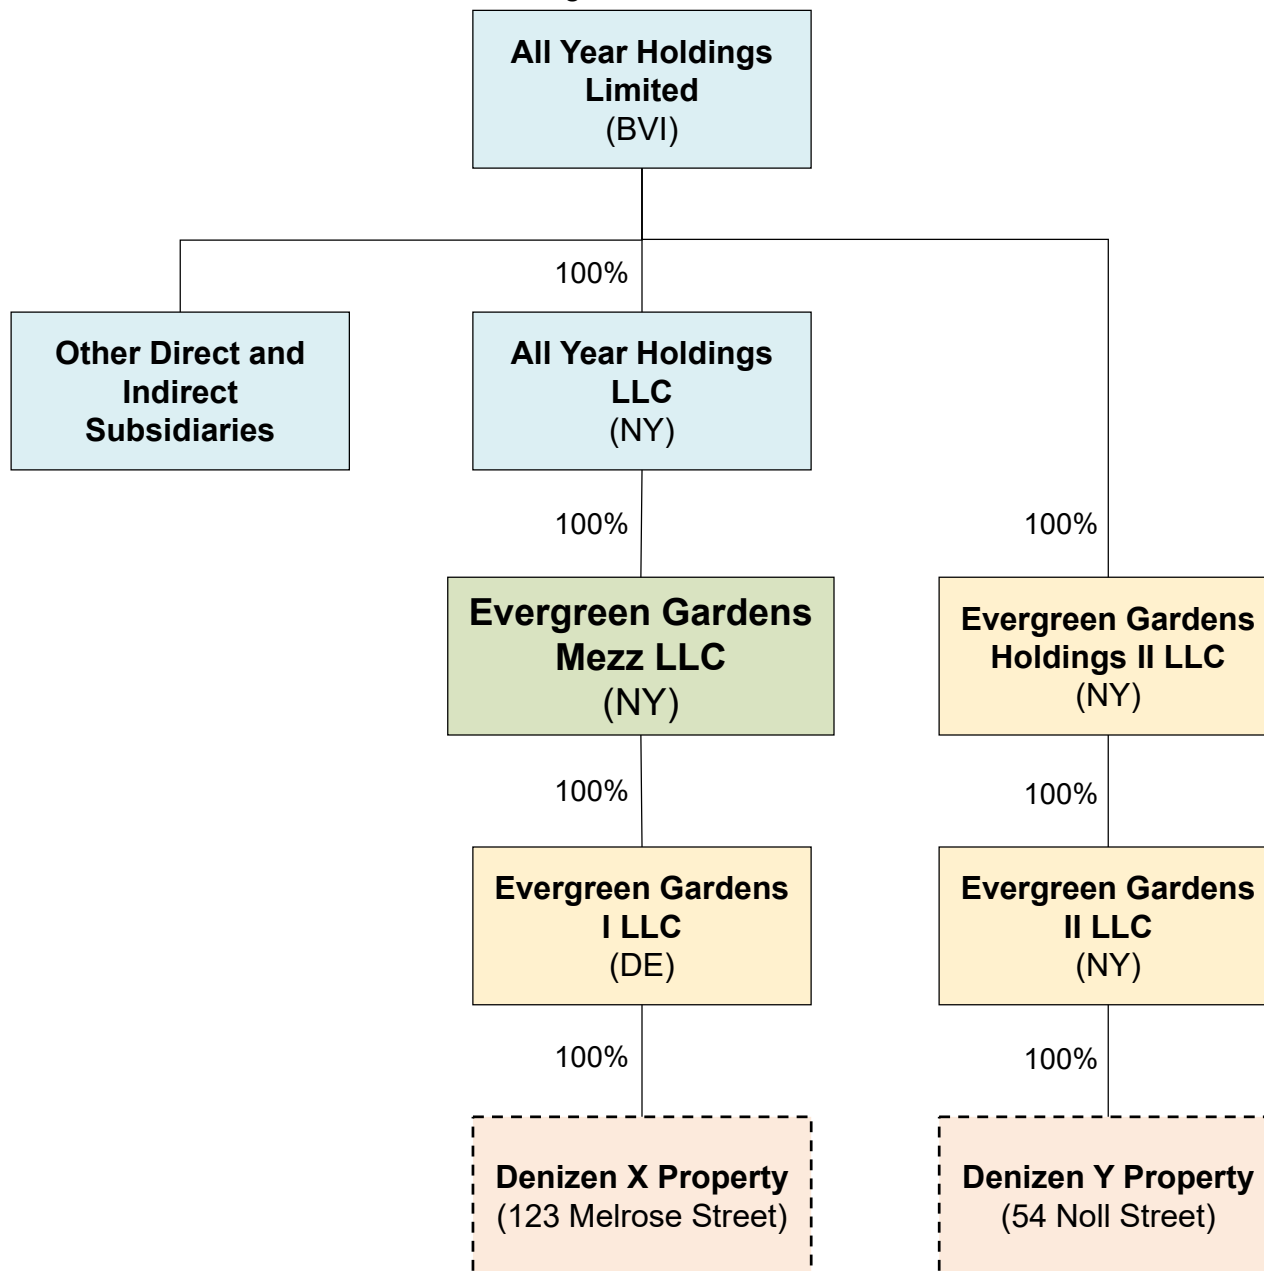 All Year Holdings
Limited
(BVI)
100%
Other Direct and
Indirect
Subsidiaries
All Year Holdings
LLC
(NY)
100%
100%
Evergreen Gardens
Mezz LLC
(NY)
Evergreen Gardens
Holdings II LLC
(NY)
100%
100%
Evergreen Gardens
I LLC
(DE)
Evergreen Gardens
II LLC
(NY)
100%
100%
Denizen X Property
(123 Melrose Street)
Denizen Y Property
(54 Noll Street)